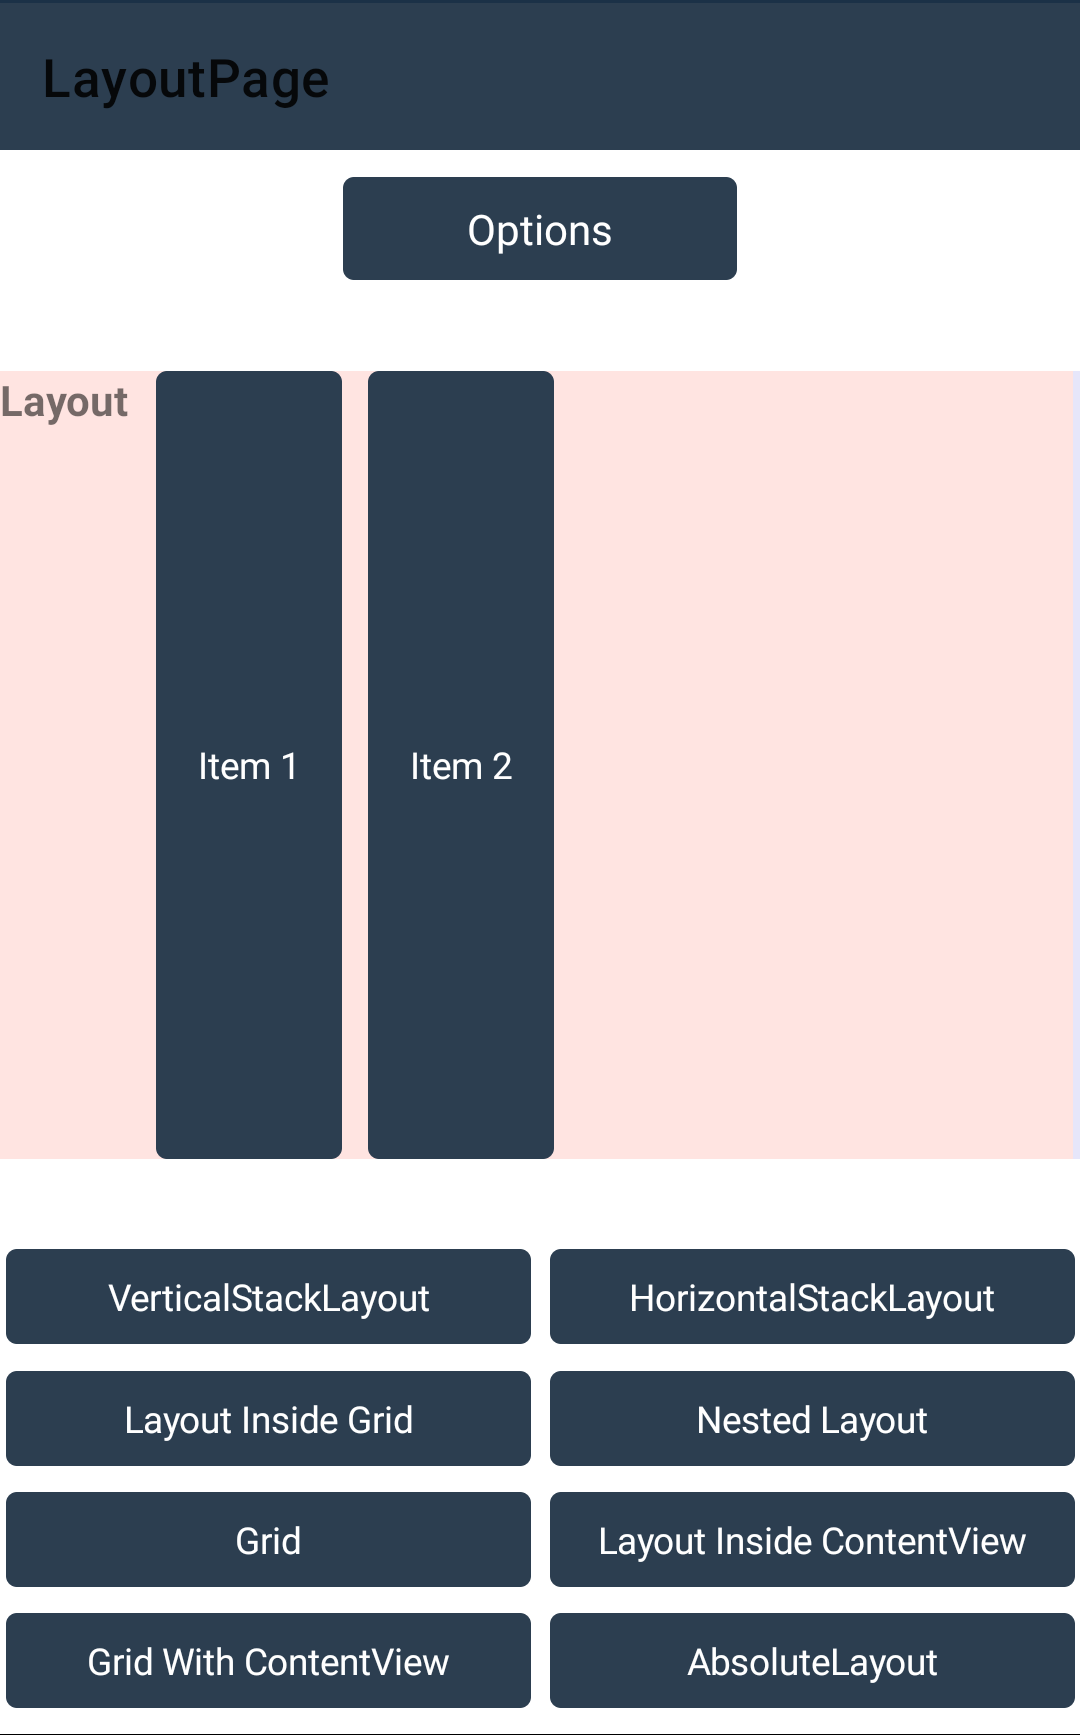 LayoutPage
Options
Layout
Item 1
Item 2
VerticalStackLayout
HorizontalStackLayout
Layout Inside Grid
Nested Layout
Grid
Layout Inside ContentView
Grid With ContentView
AbsoluteLayout